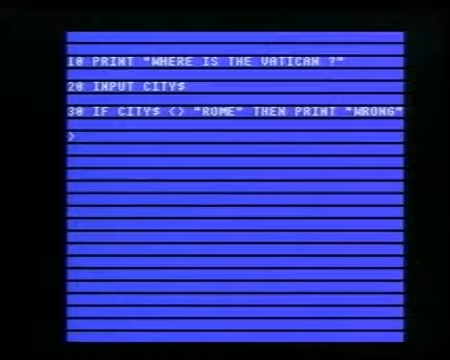 10 PRINT "WHERE IS THE VATICAN ?"
20 INPUT CITY$
30 IF CITY$ <> "ROME" THEN PRINT "WRONG"
>